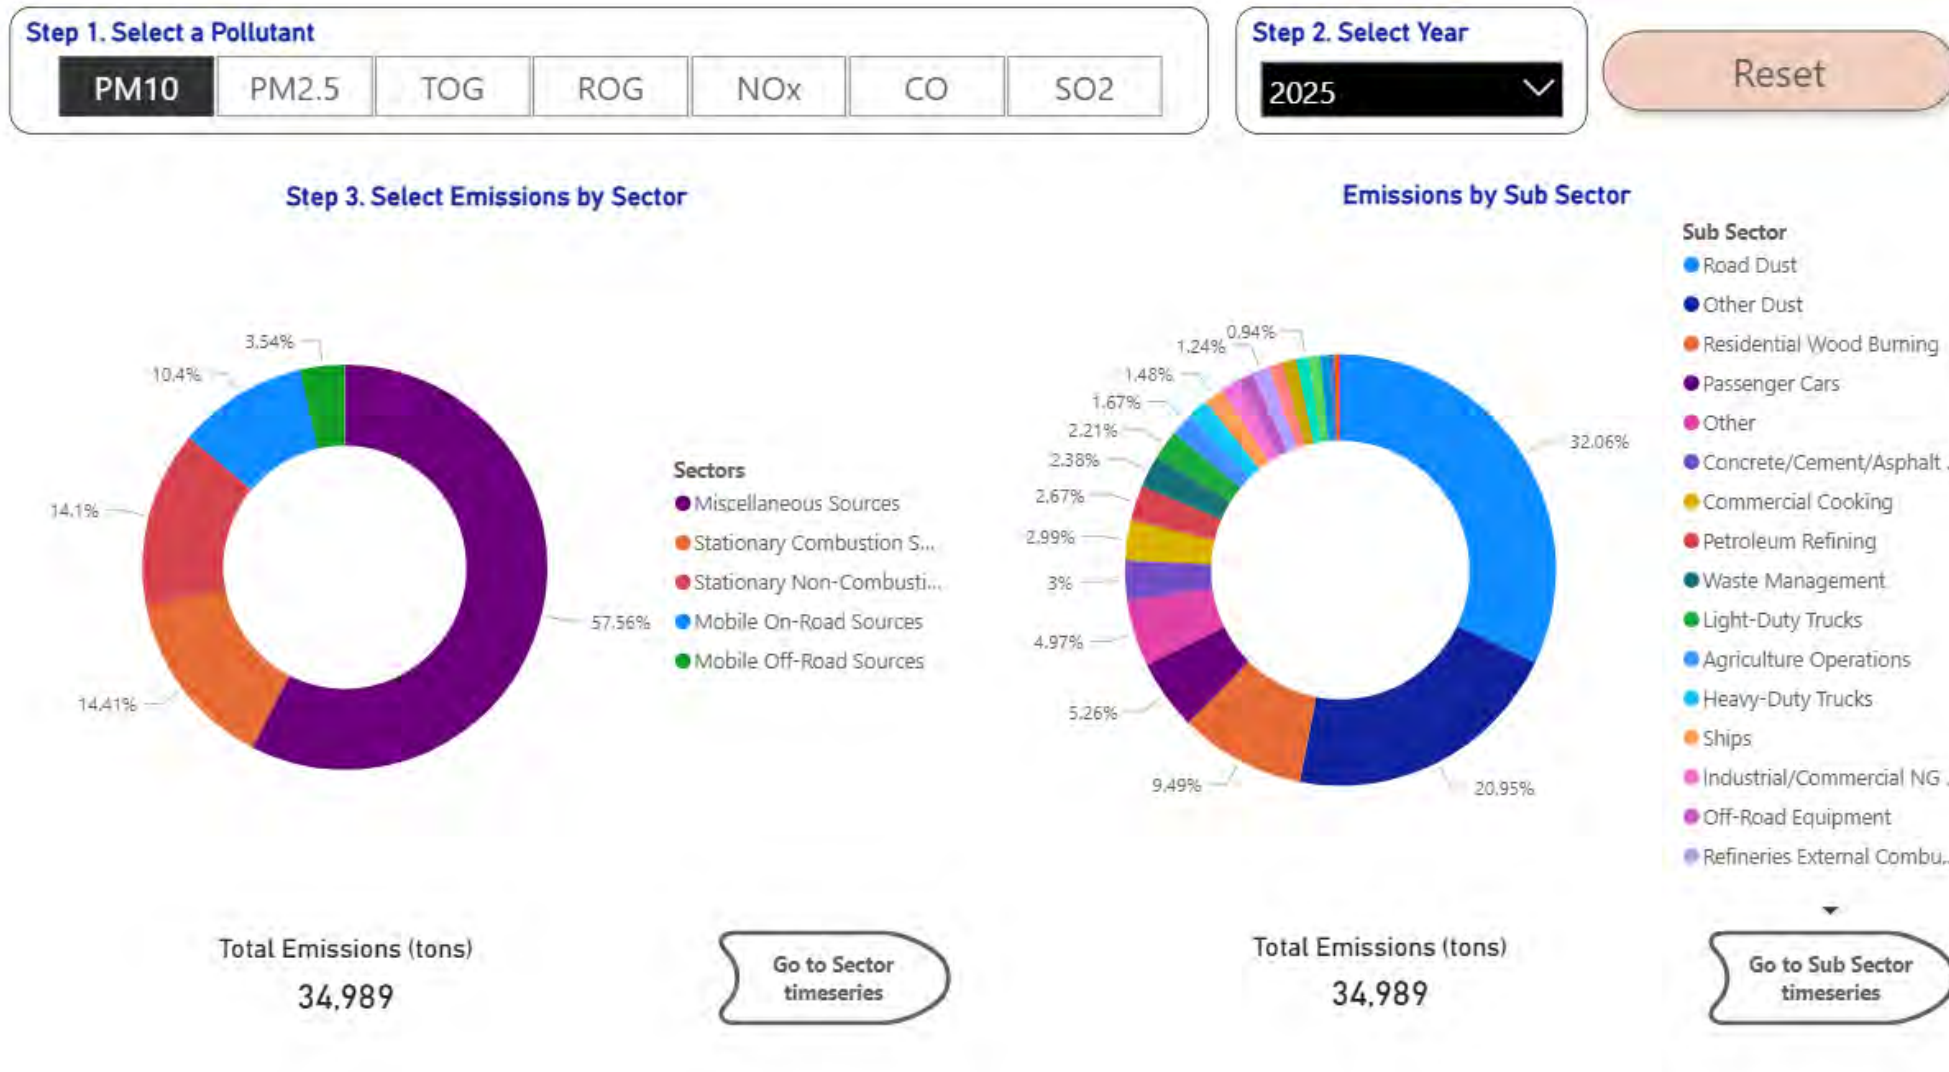 Step 1. Select a Pollutant
PM10
PM2.5
TOG
ROG
NOx
CO
SO2
Step 2. Select Year
2025
Reset
Step 3. Select Emissions by Sector
3.54%
10.4%
14.1%
14.41%
57.56%
Sectors
Miscellaneous Sources
Stationary Combustion S...
Stationary Non-Combusti...
Mobile On-Road Sources
Mobile Off-Road Sources
Total Emissions (tons)
34,989
Go to Sector
timeseries
Emissions by Sub Sector
0.94%
1.24%
1.48%
1.67%
2.21%
2.38%
2.67%
2.99%
3%
4.97%
5.26%
9.49%
20.95%
32.06%
Sub Sector
Road Dust
Other Dust
Residential Wood Burning
Passenger Cars
Other
Concrete/Cement/Asphalt .
Commercial Cooking
Petroleum Refining
Waste Management
Light-Duty Trucks
Agriculture Operations
Heavy-Duty Trucks
Ships
Industrial/Commercial NG .
Off-Road Equipment
Refineries External Combu..
Total Emissions (tons)
34,989
Go to Sub Sector
timeseries